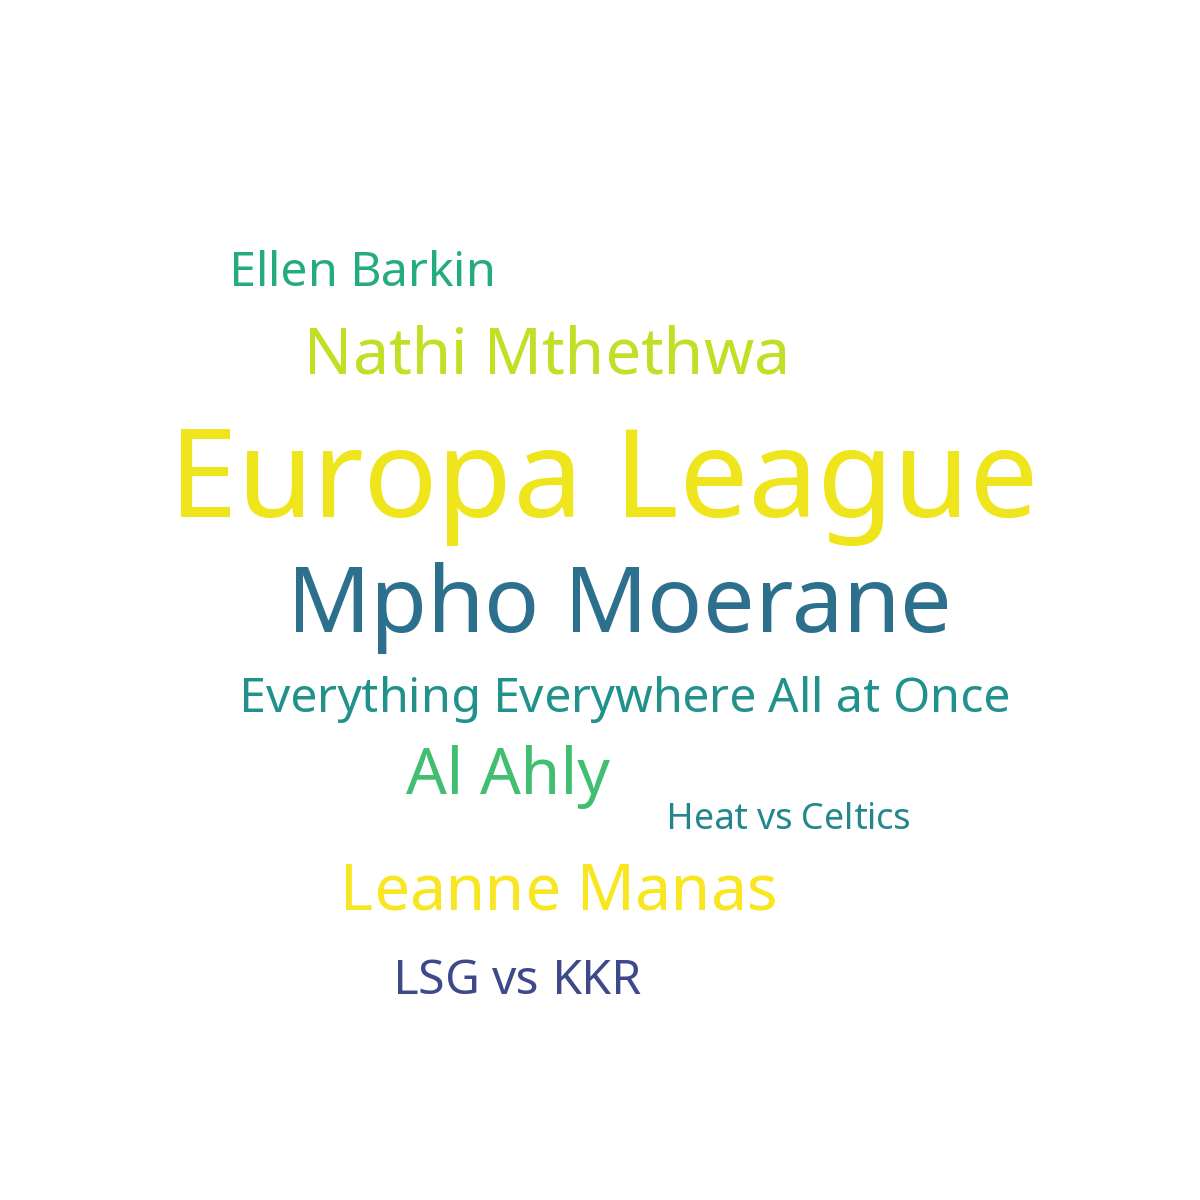 Ellen Barkin
Nathi Mthethwa
Europa League
Mpho Moerane
Everything Everywhere All at Once
Al Ahly
Heat vs Celtics
Leanne Manas
LSG vs KKR